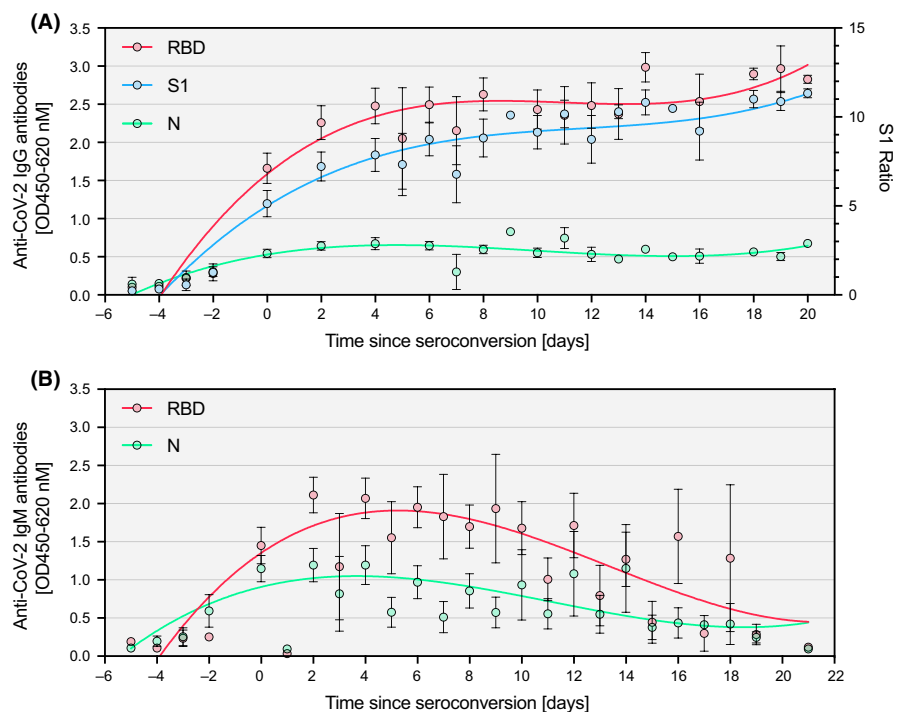 (A)
3.5
3.0
2.5
2.0
1.5
1.0
0.5
0.0
Anti-CoV-2 IgG antibodies
[OD450-620 nM]
RBD
S1
N
15
10
5
0
S1 Ratio
–6 –4 –2 0 2 4 6 8 10 12 14 16 18 20 22
Time since seroconversion [days]
(B)
3.5
3.0
2.5
2.0
1.5
1.0
0.5
0.0
Anti-CoV-2 IgM antibodies
[OD450-620 nM]
RBD
N
–6 –4 –2 0 2 4 6 8 10 12 14 16 18 20 22
Time since seroconversion [days]